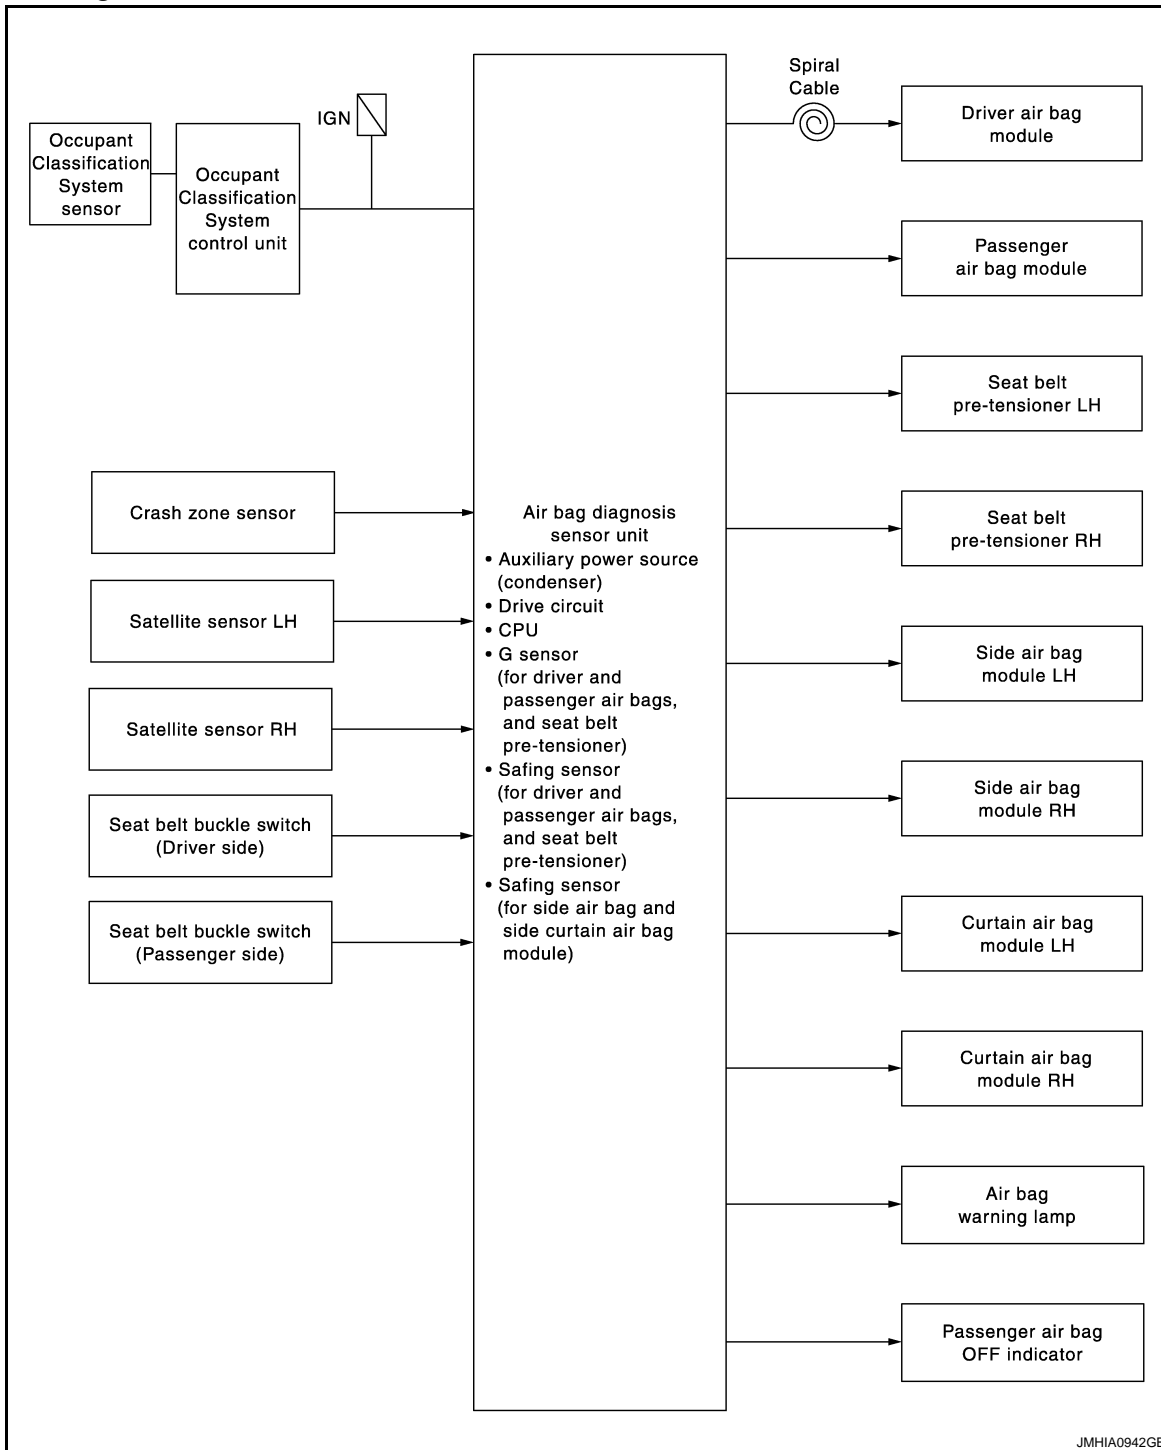 Spiral
Cable
Driver air bag
module
IGN
Occupant
Classification
System
sensor
Occupant
Classification
System
control unit
Passenger
air bag module
Seat belt
pre-tensioner LH
Crash zone sensor
Satellite sensor LH
Satellite sensor RH
Seat belt buckle switch
(Driver side)
Seat belt buckle switch
(Passenger side)
Air bag diagnosis
sensor unit
• Auxiliary power source
(condenser)
• Drive circuit
• CPU
• G sensor
(for driver and
passenger air bags,
and seat belt
pre-tensioner)
• Safing sensor
(for driver and
passenger air bags,
and seat belt
pre-tensioner)
• Safing sensor
(for side air bag and
side curtain air bag
module)
Seat belt
pre-tensioner RH
Side air bag
module LH
Side air bag
module RH
Curtain air bag
module LH
Curtain air bag
module RH
Air bag
warning lamp
Passenger air bag
OFF indicator